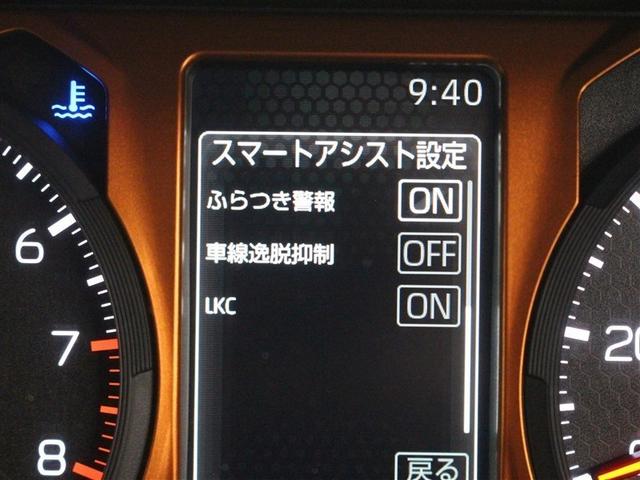 9:40
スマートアシスト設定
ふらつき警報 ON
車線逸脱抑制 OFF
LKC ON
戻る
6
7
8